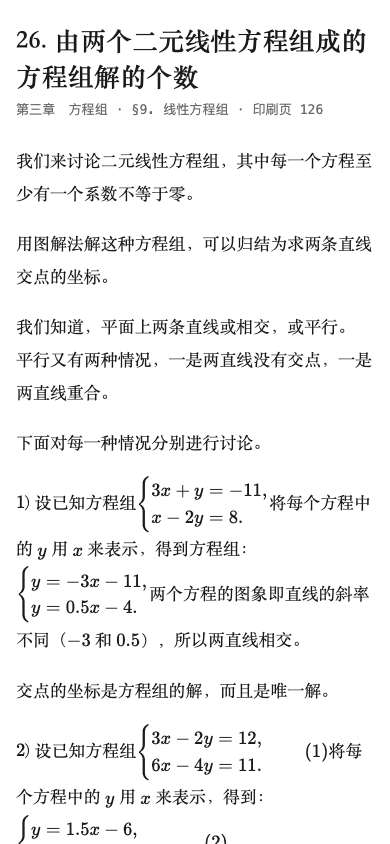 26. 由两个二元线性方程组成的
方程组解的个数
第三章 方程组 · §9. 线性方程组 · 印刷页 126
我们来讨论二元线性方程组，其中每一个方程至
少有一个系数不等于零。
用图解法解这种方程组，可以归结为求两条直线
交点的坐标。
我们知道，平面上两条直线或相交，或平行。
平行又有两种情况，一是两直线没有交点，一是
两直线重合。
下面对每一种情况分别进行讨论。
1) 设已知方程组 { 3x + y = −11, x − 2y = 8. 将每个方程中
的 y 用 x 来表示，得到方程组：
{ y = −3x − 11, y = 0.5x − 4. 两个方程的图象即直线的斜率
不同（−3 和 0.5），所以两直线相交。
交点的坐标是方程组的解，而且是唯一解。
2) 设已知方程组 { 3x − 2y = 12, 6x − 4y = 11. (1)将每
个方程中的 y 用 x 来表示，得到：
{ y = 1.5x − 6, (2)